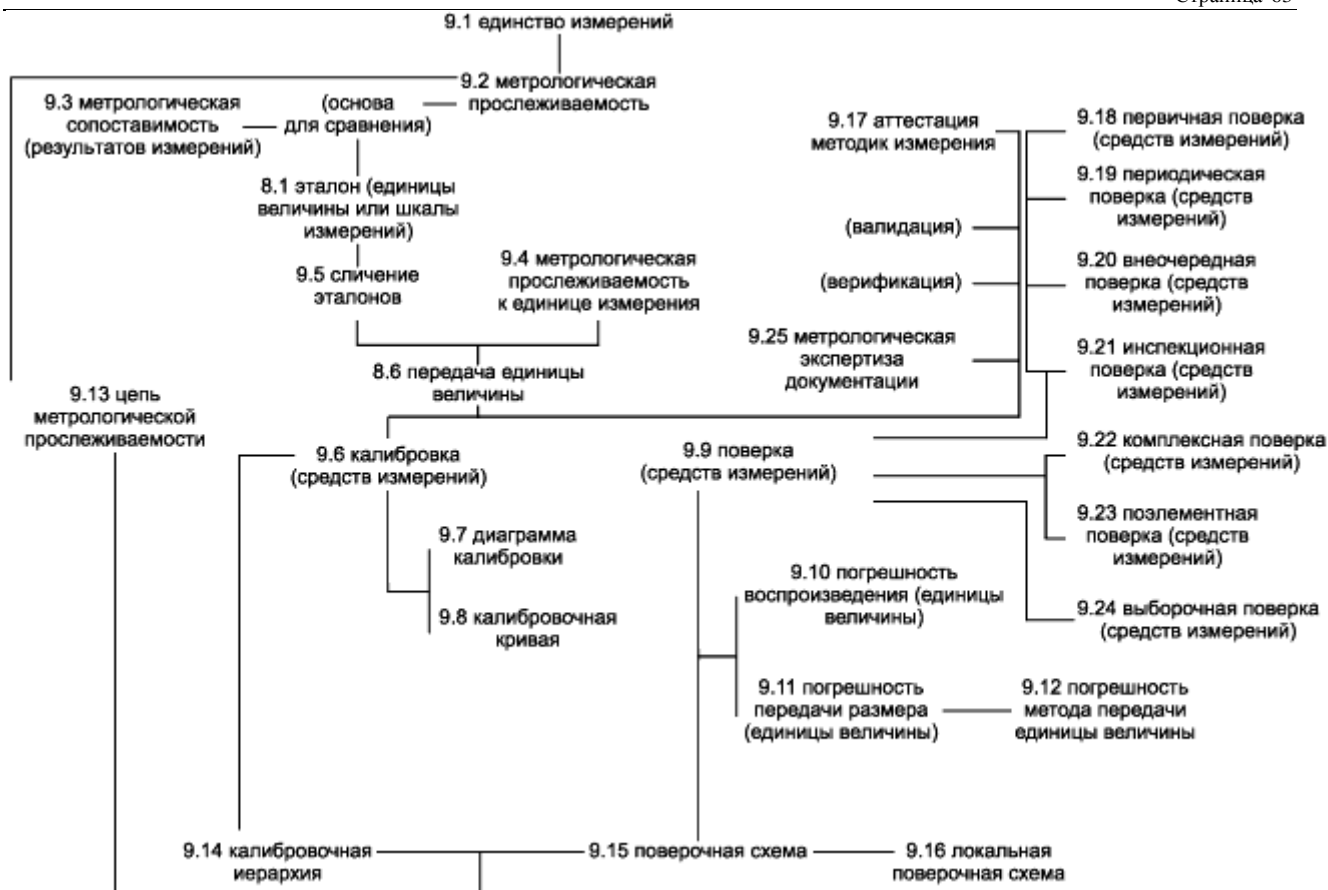 9.1 единство измерений
9.2 метрологическая
прослеживаемость
9.3 метрологическая
сопоставимость
(результатов измерений)
(основа
для сравнения)
8.1 эталон (единицы
величины или шкалы
измерений)
9.5 сличение
эталонов
9.4 метрологическая
прослеживаемость
к единице измерения
8.6 передача единицы
величины
9.13 цепь
метрологической
прослеживаемости
9.17 аттестация
методик измерения
(валидация)
(верификация)
9.25 метрологическая
экспертиза
документации
9.18 первичная поверка
(средств измерений)
9.19 периодическая
поверка (средств
измерений)
9.20 внеочередная
поверка (средств
измерений)
9.21 инспекционная
поверка (средств
измерений)
9.6 калибровка
(средств измерений)
9.9 поверка
(средств измерений)
9.22 комплексная поверка
(средств измерений)
9.23 поэлементная
поверка (средств
измерений)
9.24 выборочная поверка
(средств измерений)
9.7 диаграмма
калибровки
9.8 калибровочная
кривая
9.10 погрешность
воспроизведения (единицы
величины)
9.11 погрешность
передачи размера
(единицы величины)
9.12 погрешность
метода передачи
единицы величины
9.14 калибровочная
иерархия
9.15 поверочная схема
9.16 локальная
поверочная схема